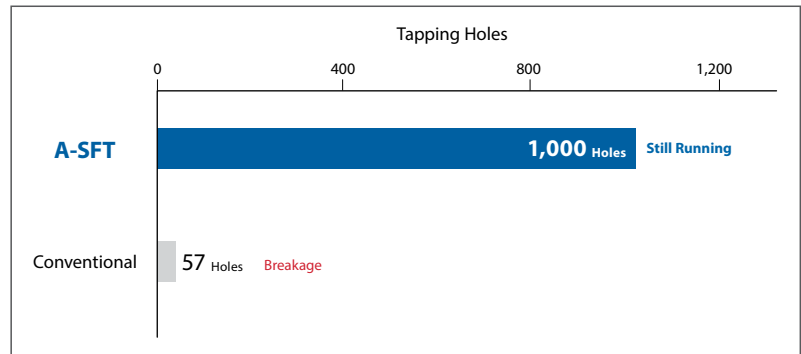 Tapping Holes
0 400 800 1,200
A-SFT 1,000 Holes Still Running
Conventional 57 Holes Breakage